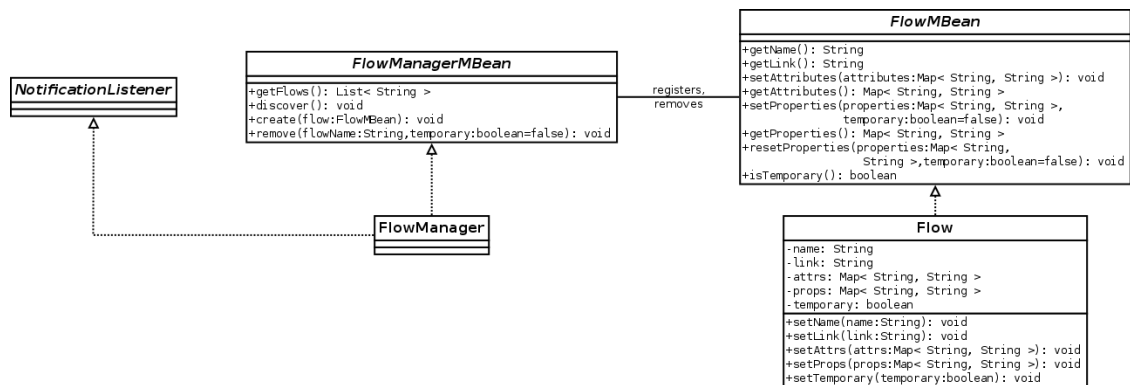 NotificationListener
FlowManagerMBean
+getFlows(): List< String >
+discover(): void
+create(flow:FlowMBean): void
+remove(flowName:String,temporary:boolean=false): void
FlowManager
registers,
removes
FlowMBean
+getName(): String
+getLink(): String
+setAttributes(attributes:Map< String, String >): void
+getAttributes(): Map< String, String >
+setProperties(properties:Map< String, String >,
temporary:boolean=false): void
+getProperties(): Map< String, String >
+resetProperties(properties:Map< String,
String >,temporary:boolean=false): void
+isTemporary(): boolean
Flow
-name: String
-link: String
-attrs: Map< String, String >
-props: Map< String, String >
-temporary: boolean
+setName(name:String): void
+setLink(link:String): void
+setAttrs(attrs:Map< String, String >): void
+setProps(props:Map< String, String >): void
+setTemporary(temporary:boolean): void